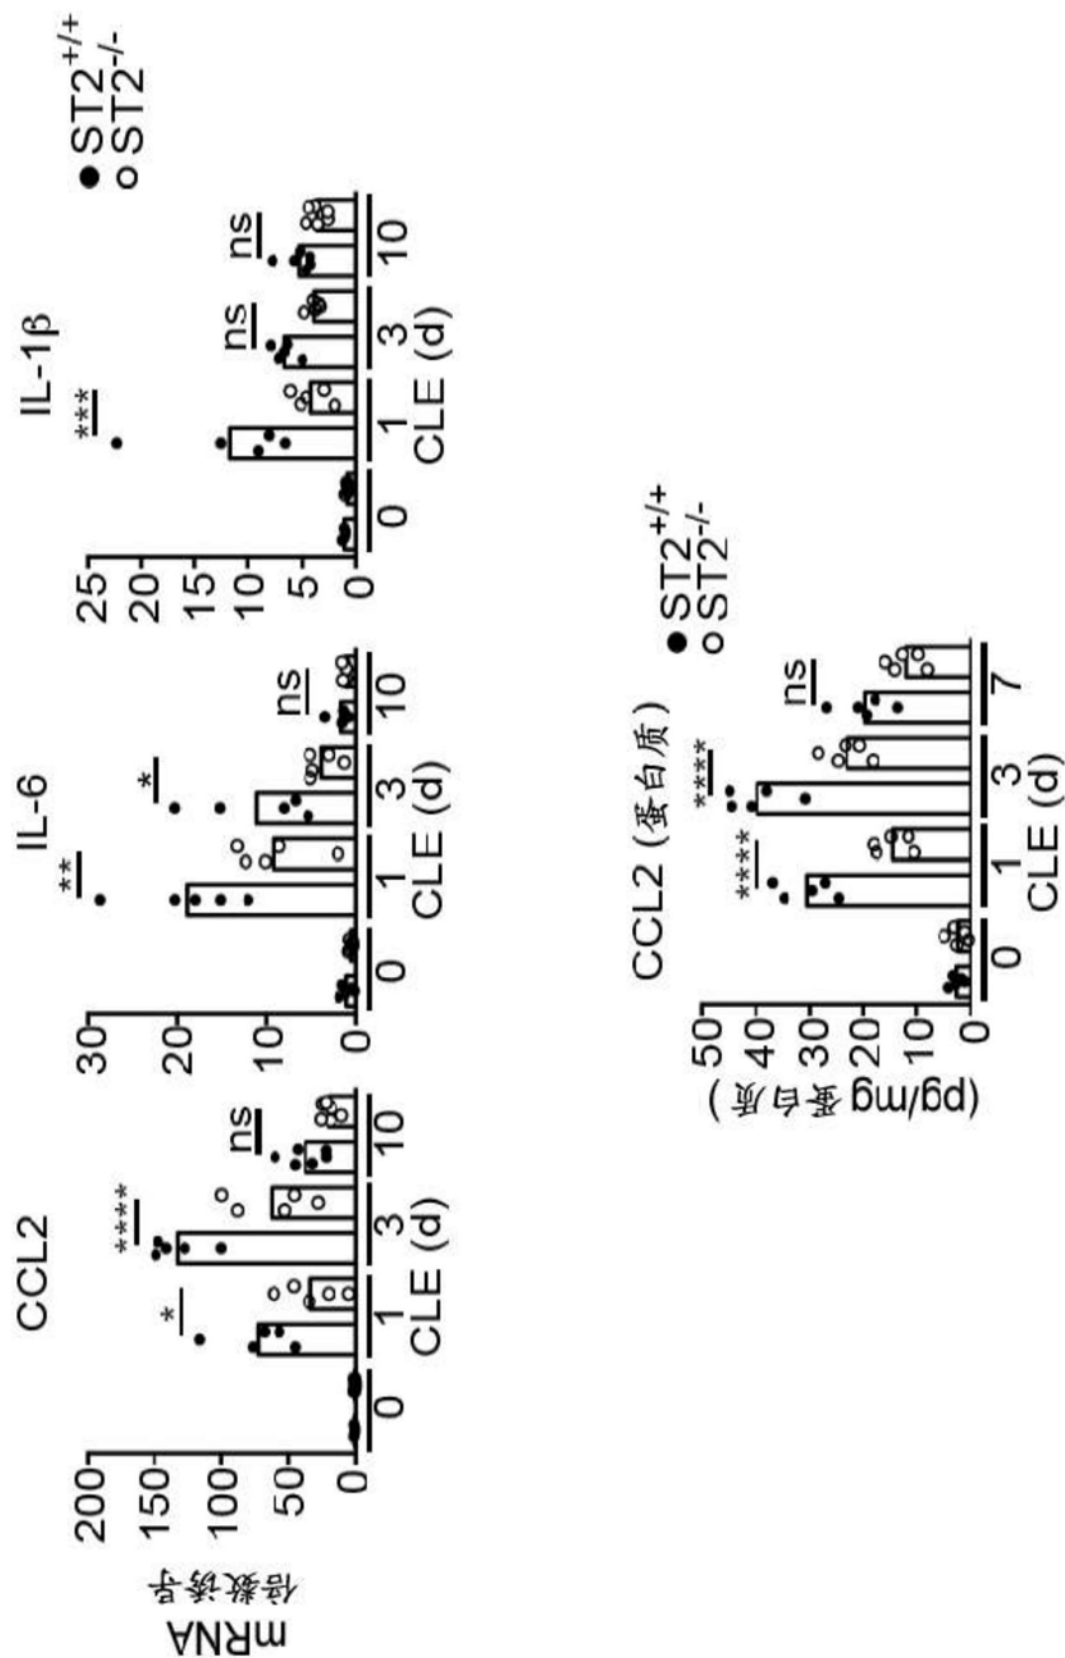 CCL2
mRNA
倍数诱导
200
150
100
50
0
*
****
ns
0
1
3
10
CLE (d)
IL-6
30
20
10
0
**
*
ns
0
1
3
10
CLE (d)
IL-1β
25
20
15
10
5
0
***
ns
ns
0
1
3
10
CLE (d)
ST2+/+
ST2-/-
CCL2 (蛋白质)
(pg/mg 蛋白质)
50
40
30
20
10
0
****
****
ns
0
1
3
7
CLE (d)
ST2+/+
ST2-/-